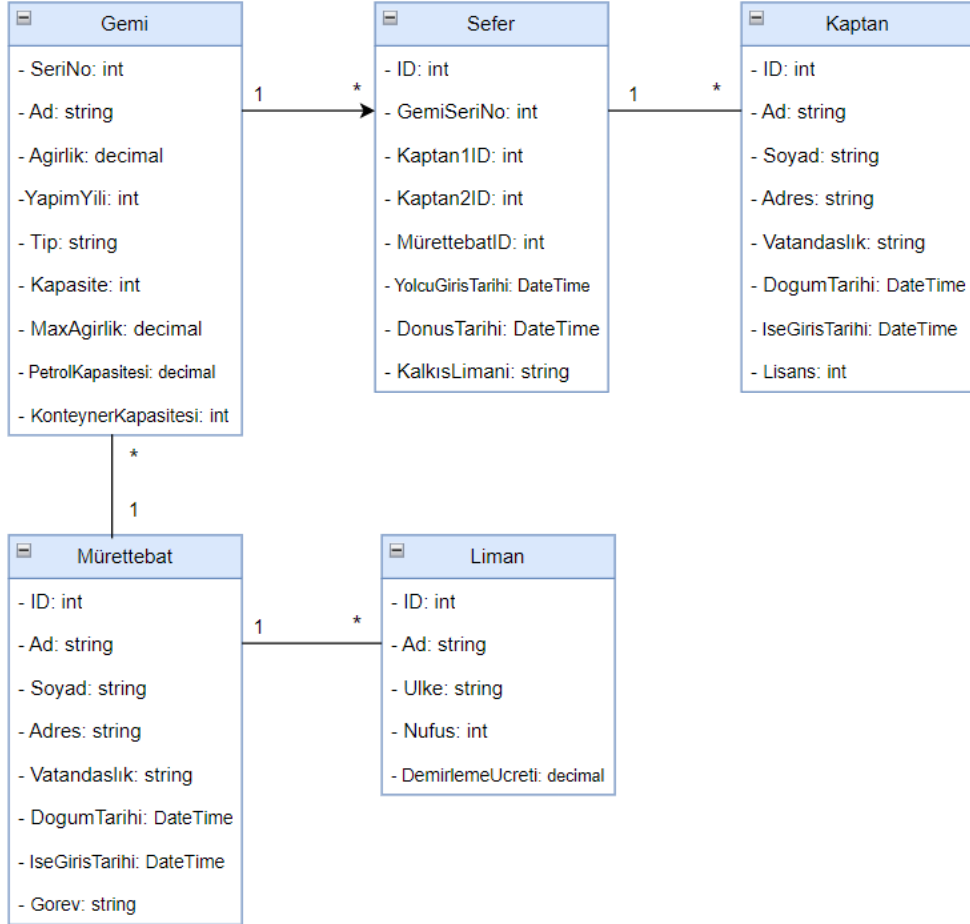 Gemi
- SeriNo: int
- Ad: string
- Agirlik: decimal
-YapimYili: int
- Tip: string
- Kapasite: int
- MaxAgirlik: decimal
- PetrolKapasitesi: decimal
- KonteynerKapasitesi: int
1
*
Sefer
- ID: int
- GemiSeriNo: int
- Kaptan1ID: int
- Kaptan2ID: int
- MürettebatID: int
- YolcuGirisTarihi: DateTime
- DonusTarihi: DateTime
- KalkısLimani: string
1
*
Kaptan
- ID: int
- Ad: string
- Soyad: string
- Adres: string
- Vatandaslık: string
- DogumTarihi: DateTime
- IseGirisTarihi: DateTime
- Lisans: int
*
1
Mürettebat
- ID: int
- Ad: string
- Soyad: string
- Adres: string
- Vatandaslık: string
- DogumTarihi: DateTime
- IseGirisTarihi: DateTime
- Gorev: string
1
*
Liman
- ID: int
- Ad: string
- Ulke: string
- Nufus: int
- DemirlemeUcreti: decimal